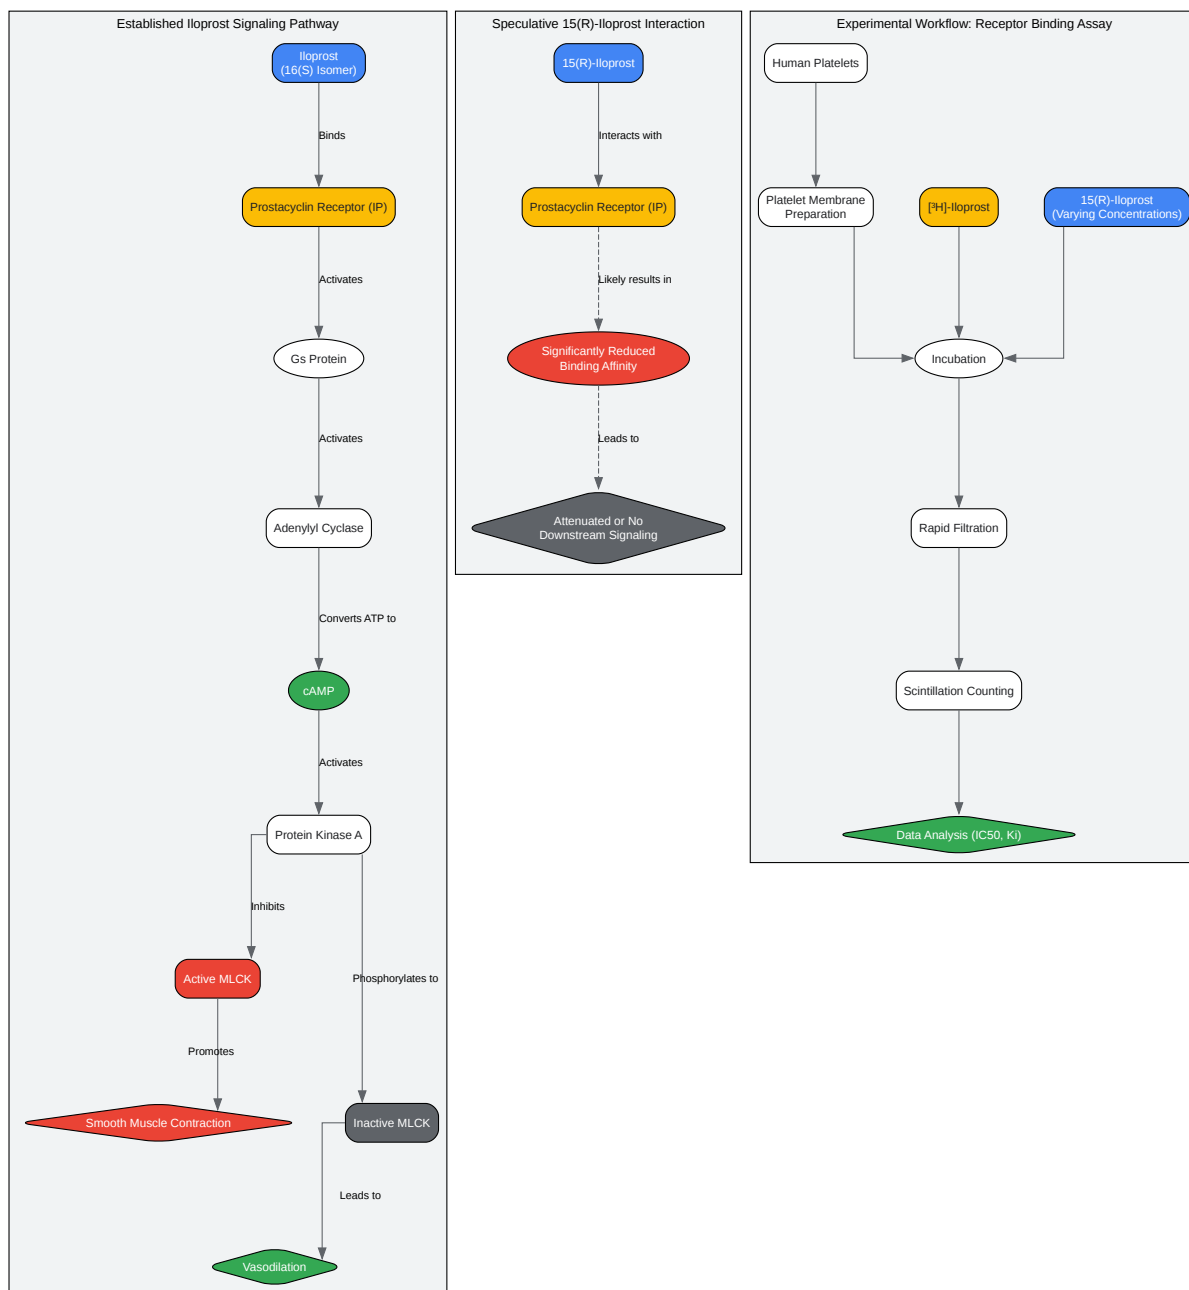 Established Iloprost Signaling Pathway
Iloprost
(16(S) Isomer)
Binds
Prostacyclin Receptor (IP)
Activates
Gs Protein
Activates
Adenylyl Cyclase
Converts ATP to
cAMP
Activates
Protein Kinase A
Inhibits
Active MLCK
Phosphorylates to
Promotes
Smooth Muscle Contraction
Inactive MLCK
Leads to
Vasodilation
Speculative 15(R)-Iloprost Interaction
15(R)-Iloprost
Interacts with
Prostacyclin Receptor (IP)
Likely results in
Significantly Reduced
Binding Affinity
Leads to
Attenuated or No
Downstream Signaling
Experimental Workflow: Receptor Binding Assay
Human Platelets
Platelet Membrane
Preparation
[³H]-Iloprost
15(R)-Iloprost
(Varying Concentrations)
Incubation
Rapid Filtration
Scintillation Counting
Data Analysis (IC50, Ki)